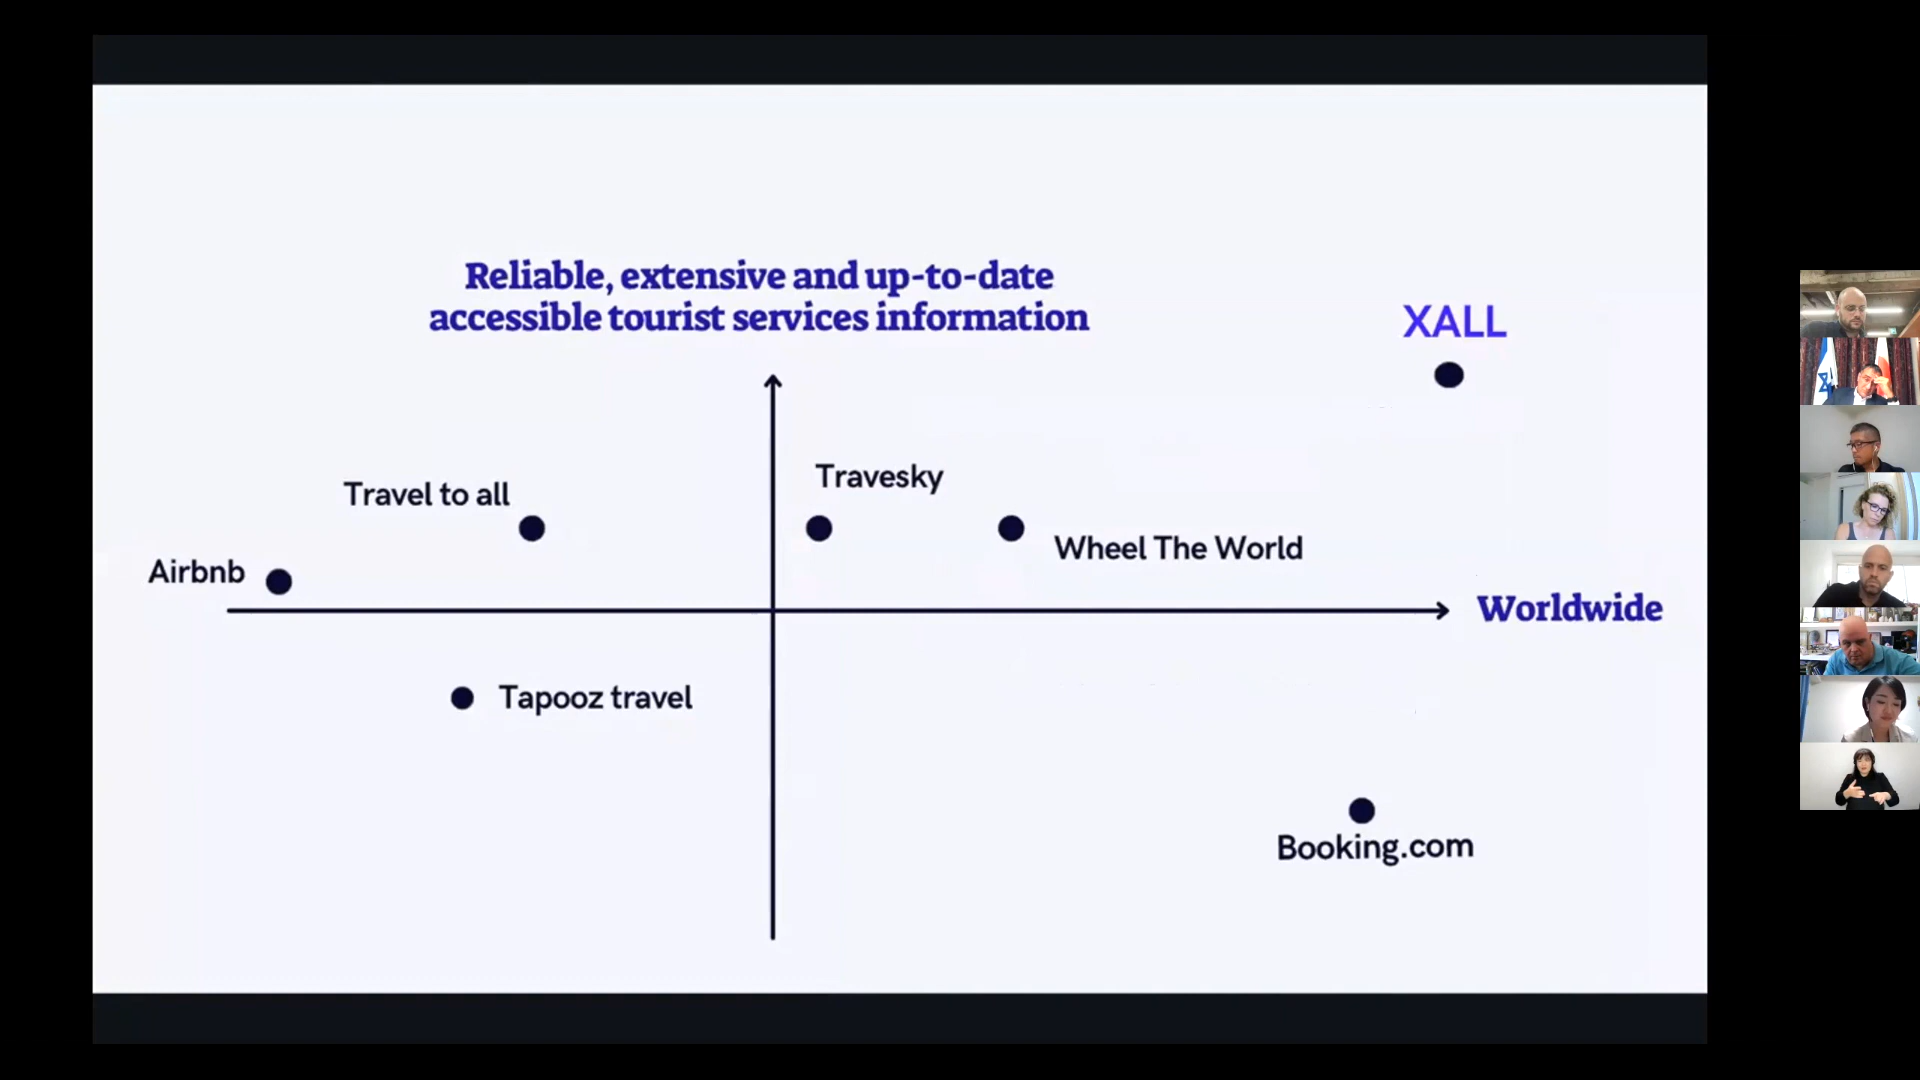 Reliable, extensive and up-to-date
accessible tourist services information
XALL
Travesky
Travel to all
Wheel The World
Airbnb
Worldwide
Tapooz travel
Booking.com